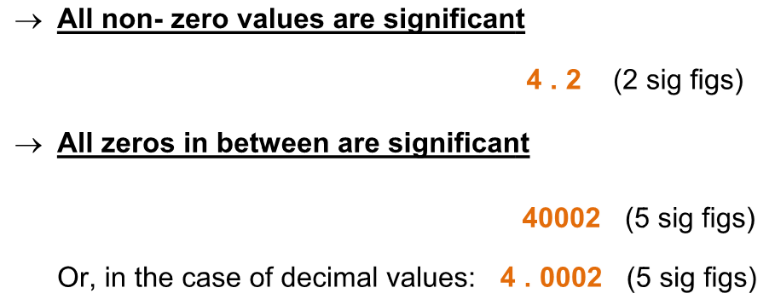 → All non- zero values are significant
4 . 2 (2 sig figs)
→ All zeros in between are significant
40002 (5 sig figs)
Or, in the case of decimal values: 4 . 0002 (5 sig figs)